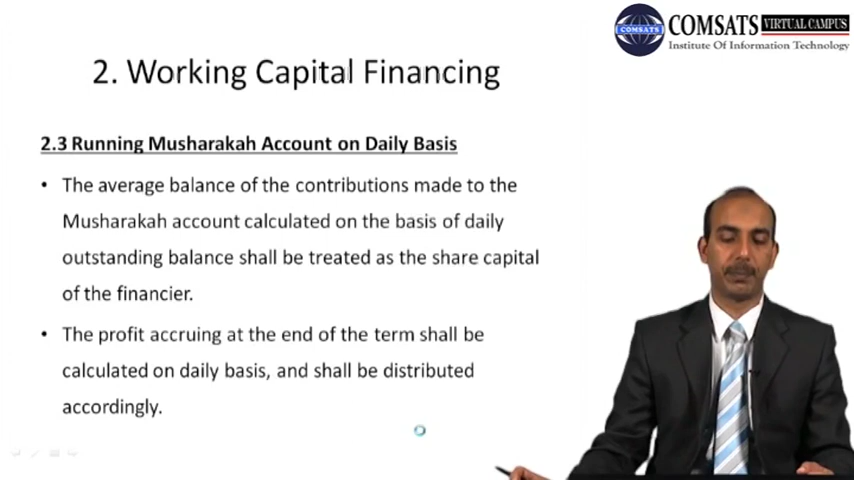 COMSATS VIRTUAL CAMPUS
COMSATS
Institute Of Information Technology
2. Working Capital Financing
2.3 Running Musharakah Account on Daily Basis
• The average balance of the contributions made to the
Musharakah account calculated on the basis of daily
outstanding balance shall be treated as the share capital
of the financier.
• The profit accruing at the end of the term shall be
calculated on daily basis, and shall be distributed
accordingly.